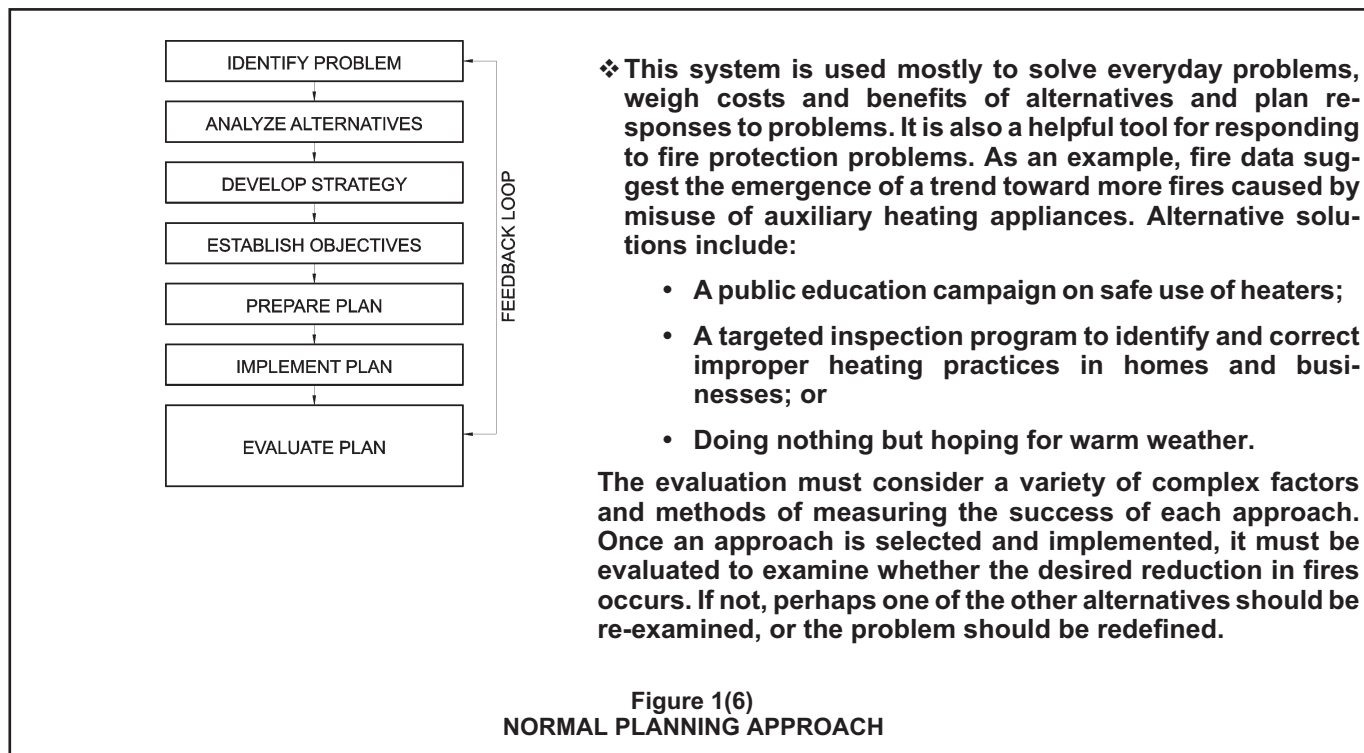 IDENTIFY PROBLEM
ANALYZE ALTERNATIVES
DEVELOP STRATEGY
ESTABLISH OBJECTIVES
PREPARE PLAN
IMPLEMENT PLAN
EVALUATE PLAN
FEEDBACK LOOP
❖ This system is used mostly to solve everyday problems,
weigh costs and benefits of alternatives and plan re-
sponses to problems. It is also a helpful tool for responding
to fire protection problems. As an example, fire data sug-
gest the emergence of a trend toward more fires caused by
misuse of auxiliary heating appliances. Alternative solu-
tions include:
• A public education campaign on safe use of heaters;
• A targeted inspection program to identify and correct
improper heating practices in homes and busi-
nesses; or
• Doing nothing but hoping for warm weather.
The evaluation must consider a variety of complex factors
and methods of measuring the success of each approach.
Once an approach is selected and implemented, it must be
evaluated to examine whether the desired reduction in fires
occurs. If not, perhaps one of the other alternatives should be
re-examined, or the problem should be redefined.
Figure 1(6)
NORMAL PLANNING APPROACH